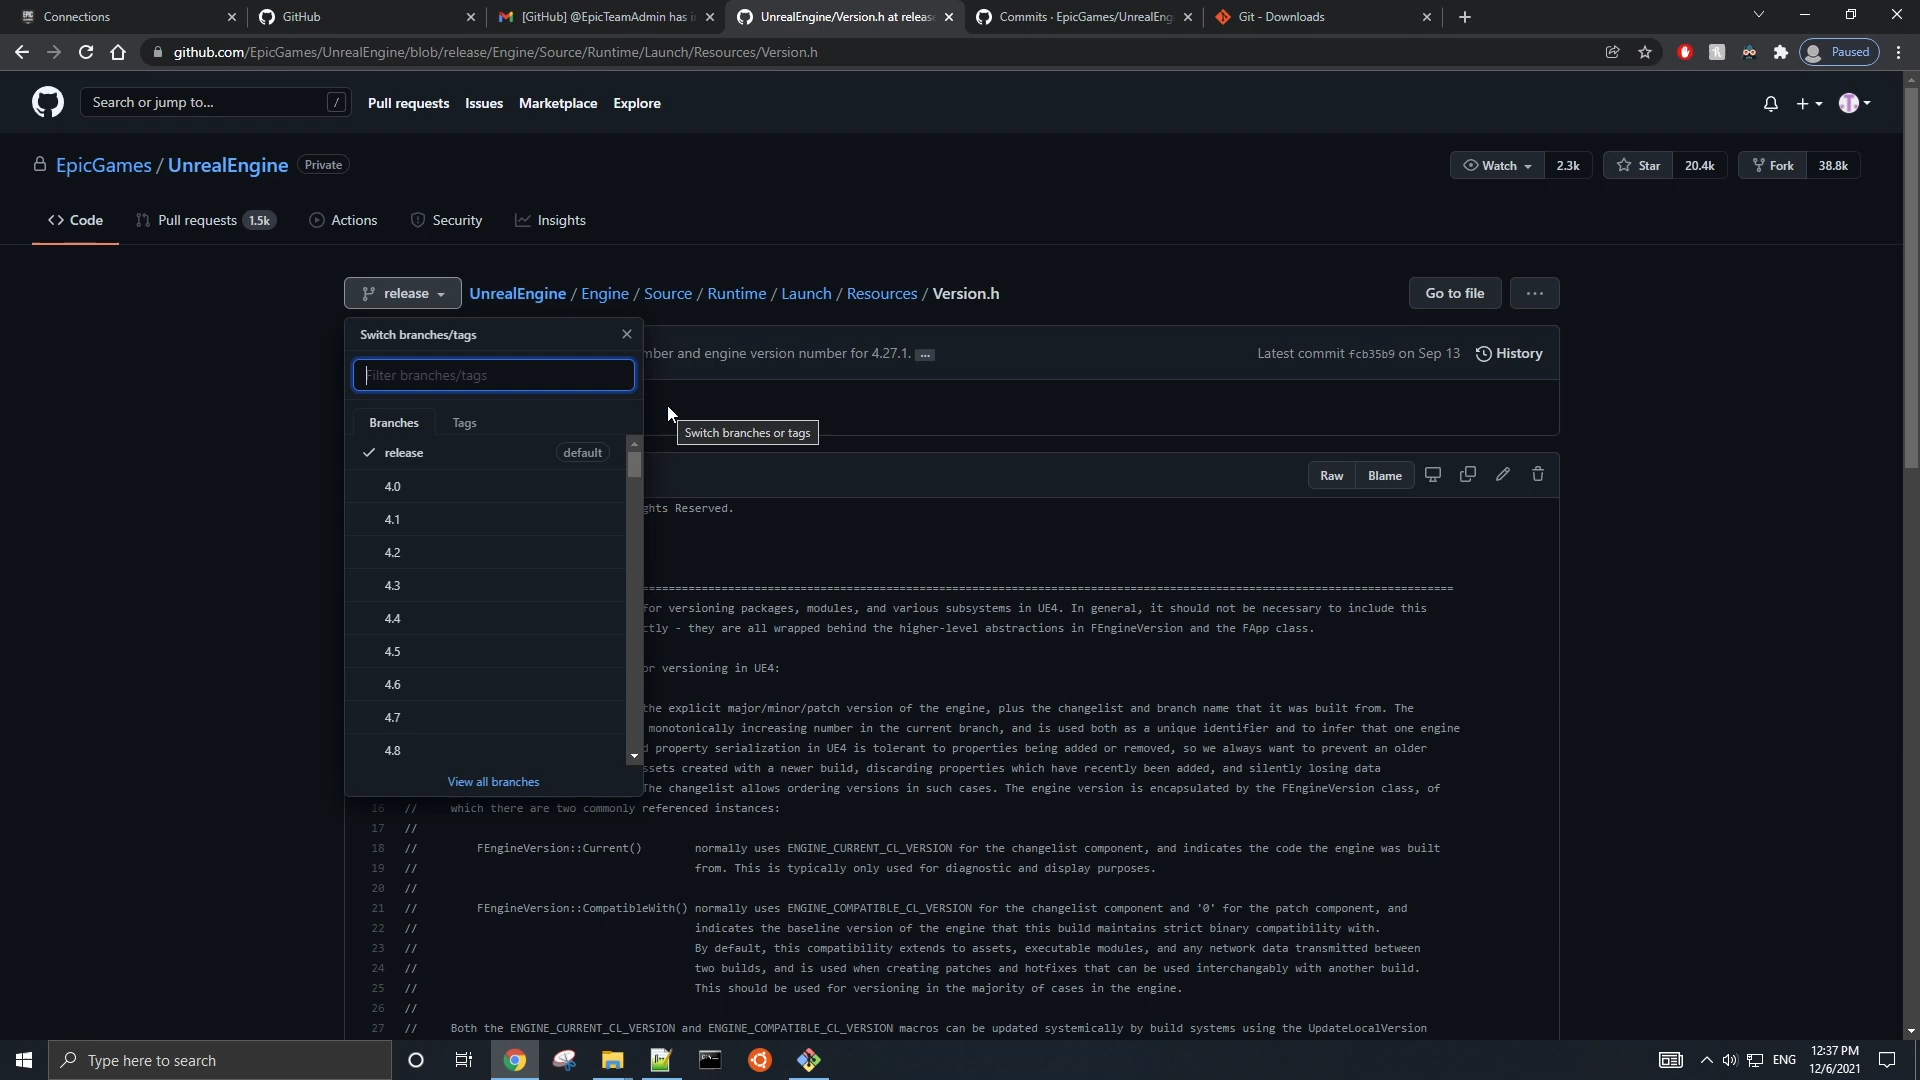 Connections
GitHub
[GitHub] @EpicTeamAdmin has i
UnrealEngine/Version.h at releas
Commits · EpicGames/UnrealEng
Git - Downloads
github.com/EpicGames/UnrealEngine/blob/release/Engine/Source/Runtime/Launch/Resources/Version.h
Paused
Search or jump to...
/
Pull requests
Issues
Marketplace
Explore
EpicGames / UnrealEngine
Private
Watch
2.3k
Star
20.4k
Fork
38.8k
Code
Pull requests 1.5k
Actions
Security
Insights
release
UnrealEngine / Engine / Source / Runtime / Launch / Resources / Version.h
Go to file
...
Switch branches/tags
Filter branches/tags
mber and engine version number for 4.27.1. ...
Latest commit fcb35b9 on Sep 13
History
Branches
Tags
Switch branches or tags
release
default
4.0
4.1
4.2
4.3
4.4
4.5
4.6
4.7
4.8
View all branches
Raw
Blame
ghts Reserved.
=====================================================================================================================
for versioning packages, modules, and various subsystems in UE4. In general, it should not be necessary to include this
ctly - they are all wrapped behind the higher-level abstractions in FEngineVersion and the FApp class.
or versioning in UE4:
the explicit major/minor/patch version of the engine, plus the changelist and branch name that it was built from. The
monotonically increasing number in the current branch, and is used both as a unique identifier and to infer that one engine
d property serialization in UE4 is tolerant to properties being added or removed, so we always want to prevent an older
ssets created with a newer build, discarding properties which have recently been added, and silently losing data
The changelist allows ordering versions in such cases. The engine version is encapsulated by the FEngineVersion class, of
16 // which there are two commonly referenced instances:
17 //
18 // FEngineVersion::Current() normally uses ENGINE_CURRENT_CL_VERSION for the changelist component, and indicates the code the engine was built
19 // from. This is typically only used for diagnostic and display purposes.
20 //
21 // FEngineVersion::CompatibleWith() normally uses ENGINE_COMPATIBLE_CL_VERSION for the changelist component and '0' for the patch component, and
22 // indicates the baseline version of the engine that this build maintains strict binary compatibility with.
23 // By default, this compatibility extends to assets, executable modules, and any network data transmitted between
24 // two builds, and is used when creating patches and hotfixes that can be used interchangably with another build.
25 // This should be used for versioning in the majority of cases in the engine.
26 //
27 // Both the ENGINE_CURRENT_CL_VERSION and ENGINE_COMPATIBLE_CL_VERSION macros can be updated systemically by build systems using the UpdateLocalVersion
Type here to search
ENG
12:37 PM
12/6/2021